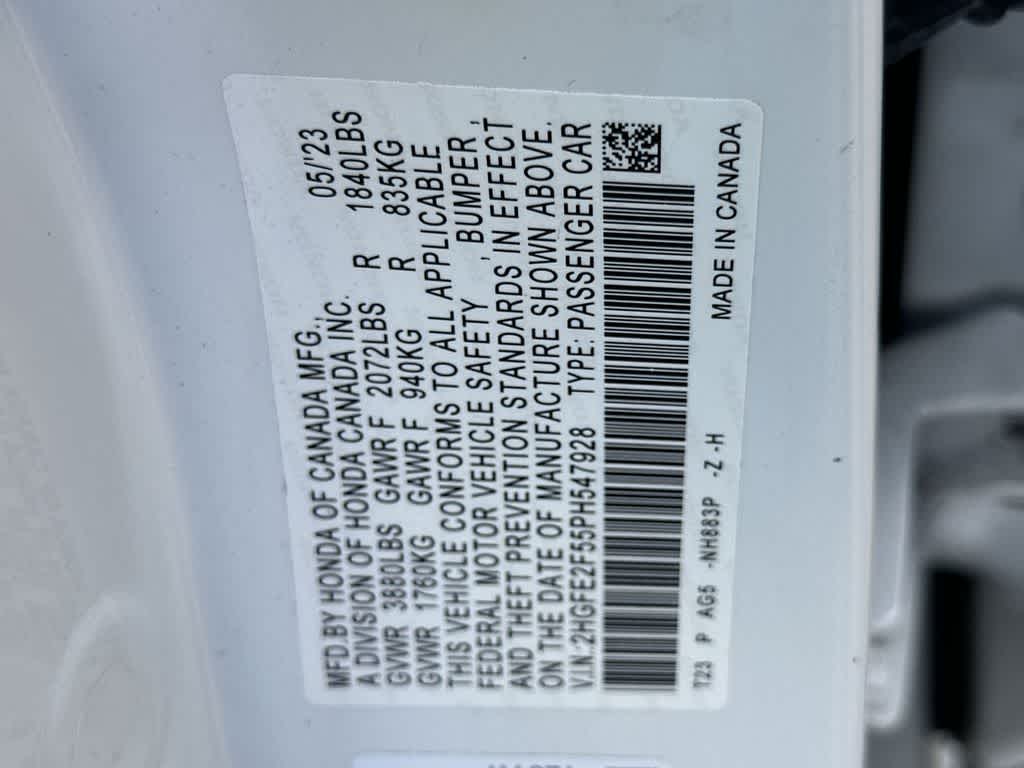 MFD.BY HONDA OF CANADA MFG., 05/'23
A DIVISION OF HONDA CANADA INC.
GVWR 3880LBS GAWR F 2072LBS R 1840LBS
GVWR 1760KG GAWR F 940KG R 835KG
THIS VEHICLE CONFORMS TO ALL APPLICABLE
FEDERAL MOTOR VEHICLE SAFETY , BUMPER ,
AND THEFT PREVENTION STANDARDS IN EFFECT
ON THE DATE OF MANUFACTURE SHOWN ABOVE.
V.I.N.:2HGFE2F55PH547928 TYPE: PASSENGER CAR
T23 P AG5 -NH883P -Z -H MADE IN CANADA